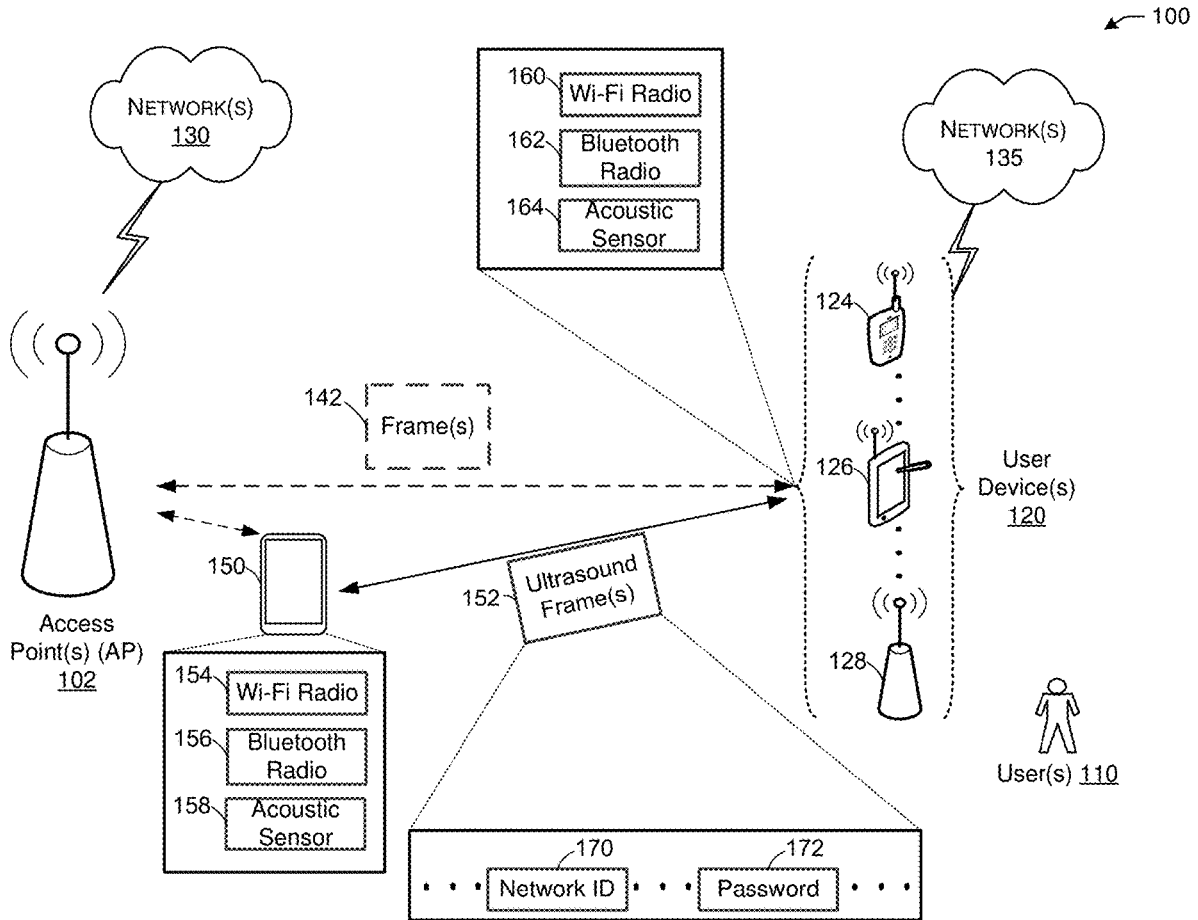 100
NETWORK(S)
130
160
Wi-Fi Radio
162
Bluetooth
Radio
164
Acoustic
Sensor
NETWORK(S)
135
124
142
Frame(s)
126
User
Device(s)
120
150
152
Ultrasound
Frame(s)
Access
Point(s) (AP)
102
128
154
Wi-Fi Radio
156
Bluetooth
Radio
158
Acoustic
Sensor
User(s) 110
170
172
Network ID
Password